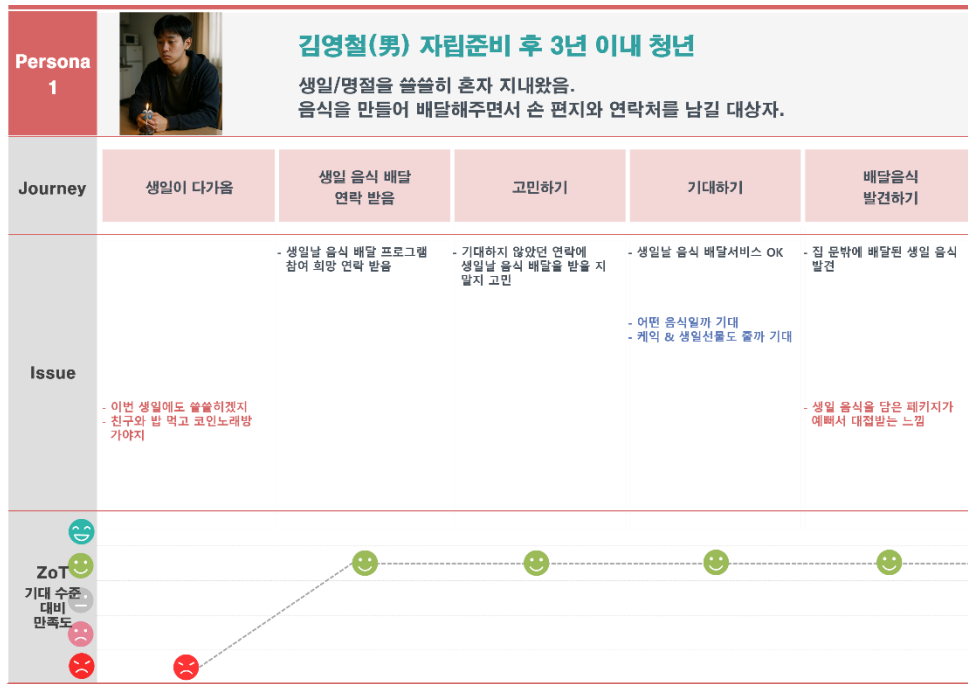 Persona
1
김영철(男) 자립준비 후 3년 이내 청년
생일/명절을 쓸쓸히 혼자 지내왔음.
음식을 만들어 배달해주면서 손 편지와 연락처를 남길 대상자.
Journey
생일이 다가옴
생일 음식 배달
연락 받음
고민하기
기대하기
배달음식
발견하기
Issue
- 이번 생일에도 쓸쓸히겠지
- 친구와 밥 먹고 코인노래방
가야지
- 생일날 음식 배달 프로그램
참여 희망 연락 받음
- 기대하지 않았던 연락에
생일날 음식 배달을 받을 지
말지 고민
- 생일날 음식 배달서비스 OK
- 어떤 음식일까 기대
- 케익 & 생일선물도 줄까 기대
- 집 문밖에 배달된 생일 음식
발견
- 생일 음식을 담은 페키지가
예뻐서 대접받는 느낌
ZoT
기대 수준
대비
만족도